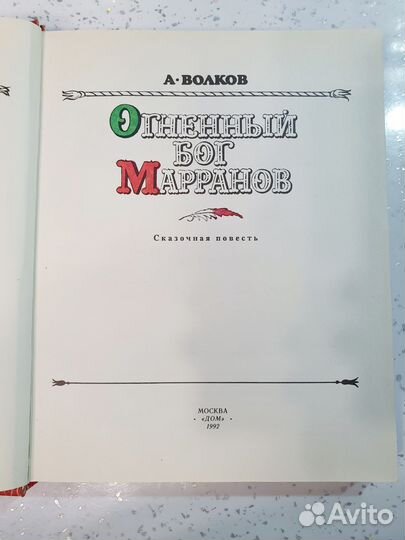 А·ВОЛКОВ
ОГНЕННЫЙ
БОГ
МАРРАНОВ
Сказочная повесть
МОСКВА
· «ДОМ» ·
1992
Avito